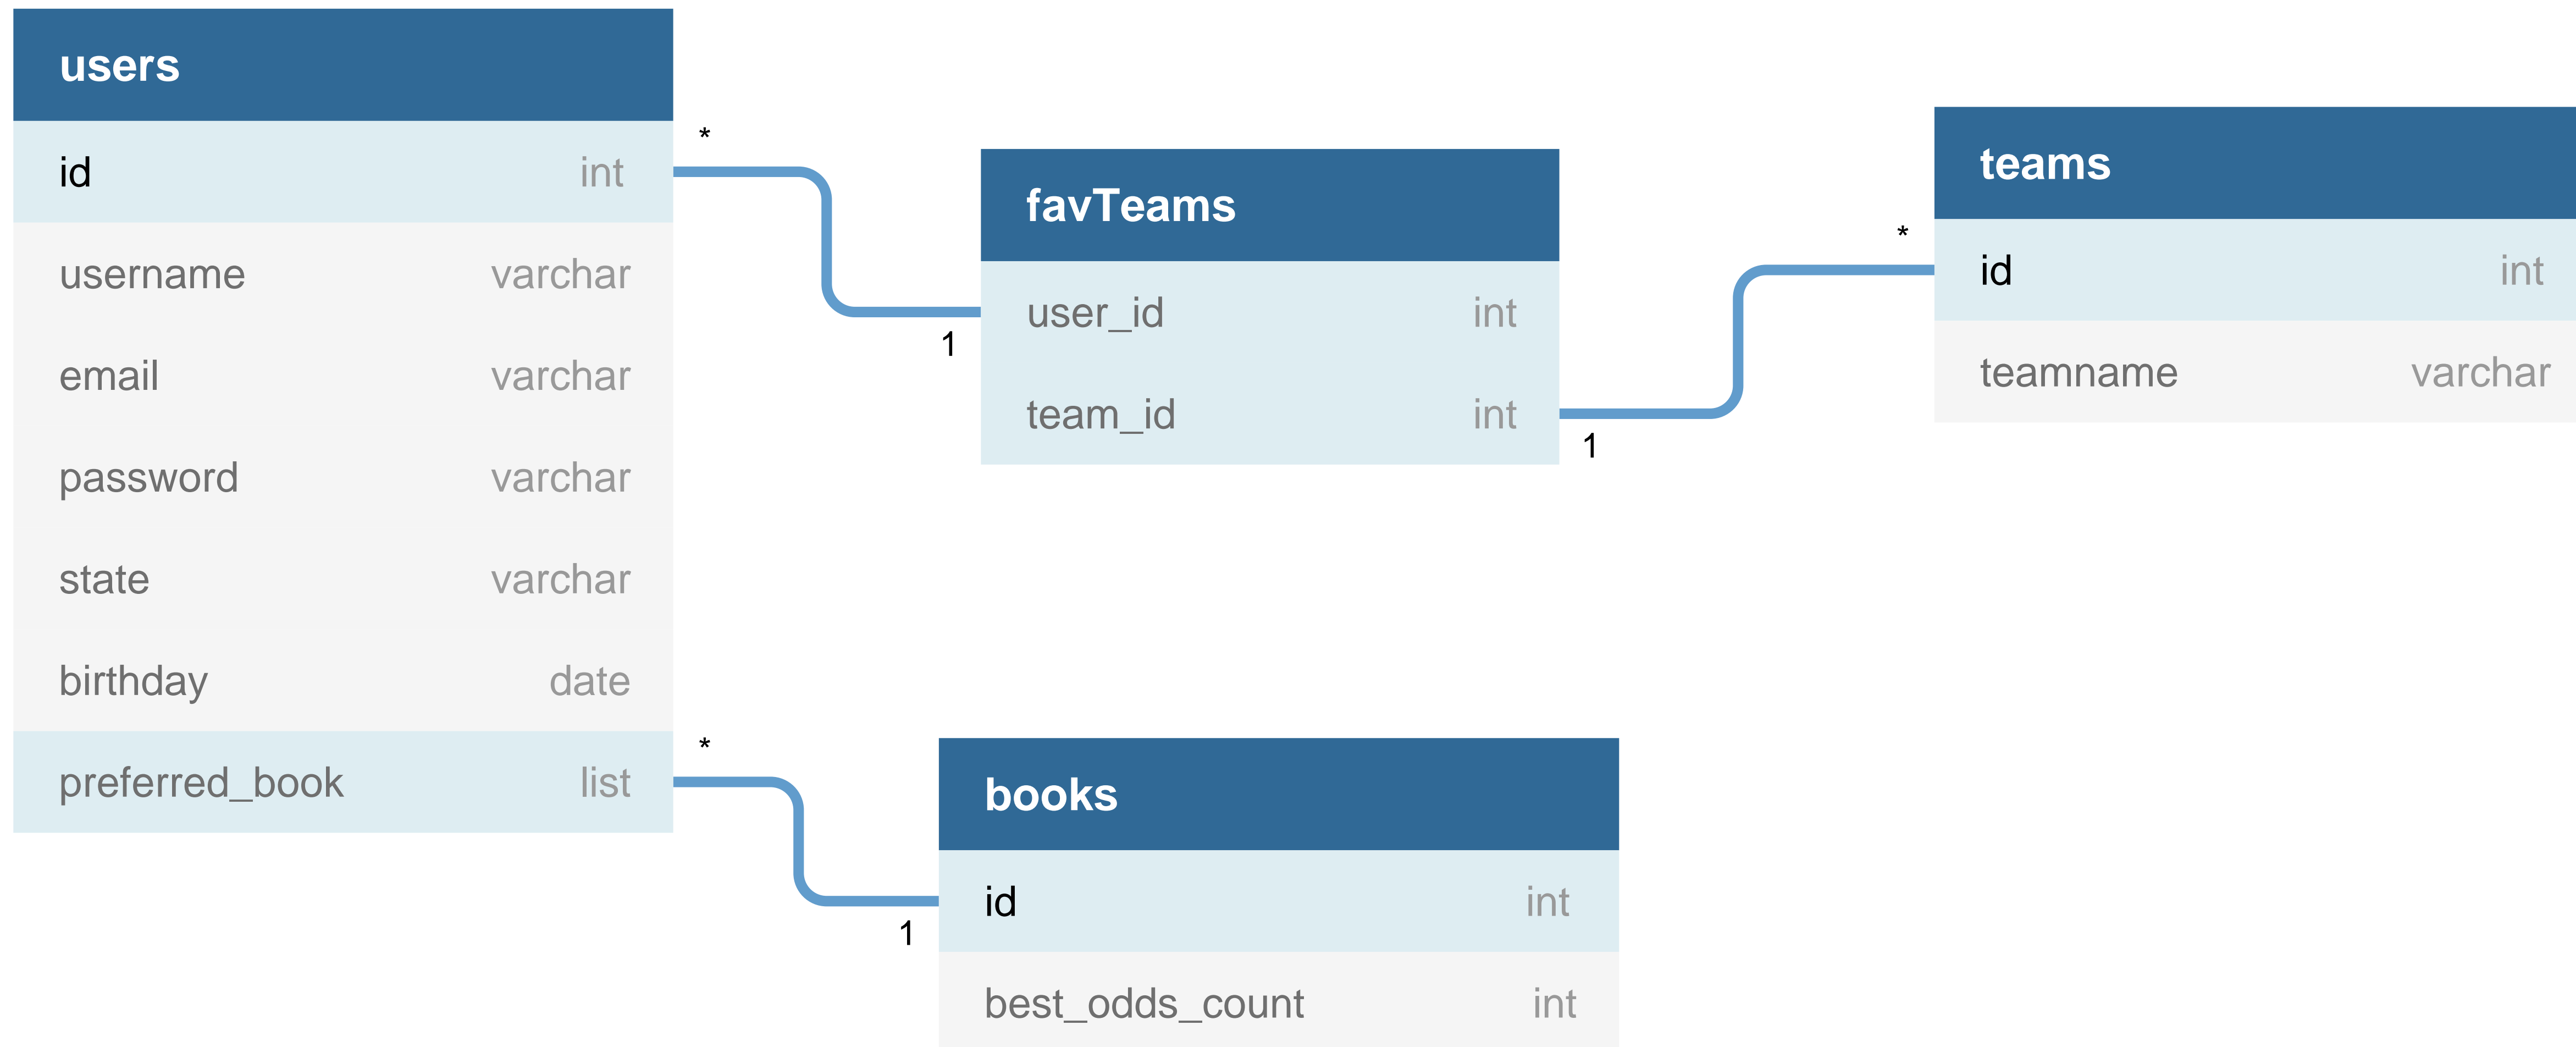 users
id int
username varchar
email varchar
password varchar
state varchar
birthday date
preferred_book list
*
1
favTeams
user_id int
team_id int
1
*
teams
id int
teamname varchar
*
1
books
id int
best_odds_count int